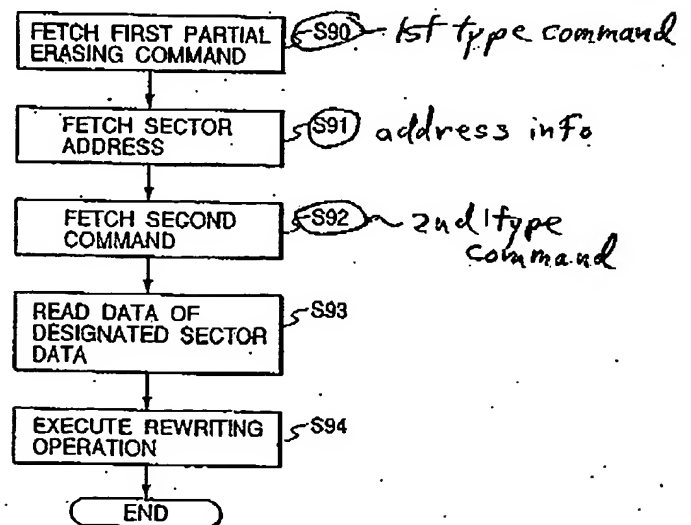 FETCH FIRST PARTIAL
ERASING COMMAND
S90
1st type command
FETCH SECTOR
ADDRESS
S91
address info
FETCH SECOND
COMMAND
S92
2nd type
command
READ DATA OF
DESIGNATED SECTOR
DATA
S93
EXECUTE REWRITING
OPERATION
S94
END